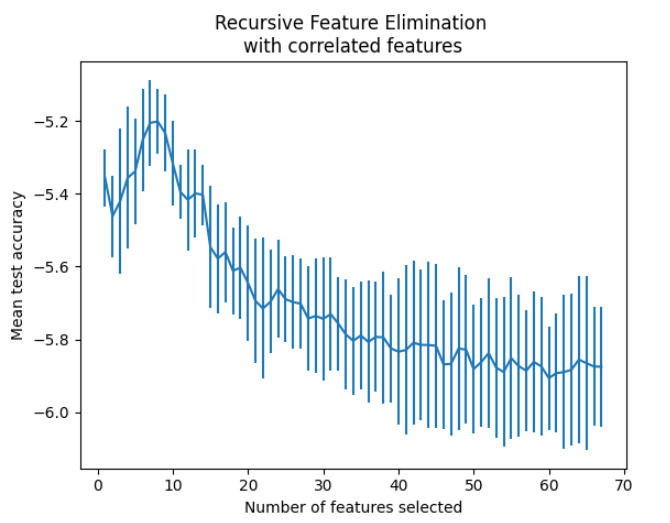 Recursive Feature Elimination
with correlated features
Mean test accuracy
−5.2
−5.4
−5.6
−5.8
−6.0
0 10 20 30 40 50 60 70
Number of features selected